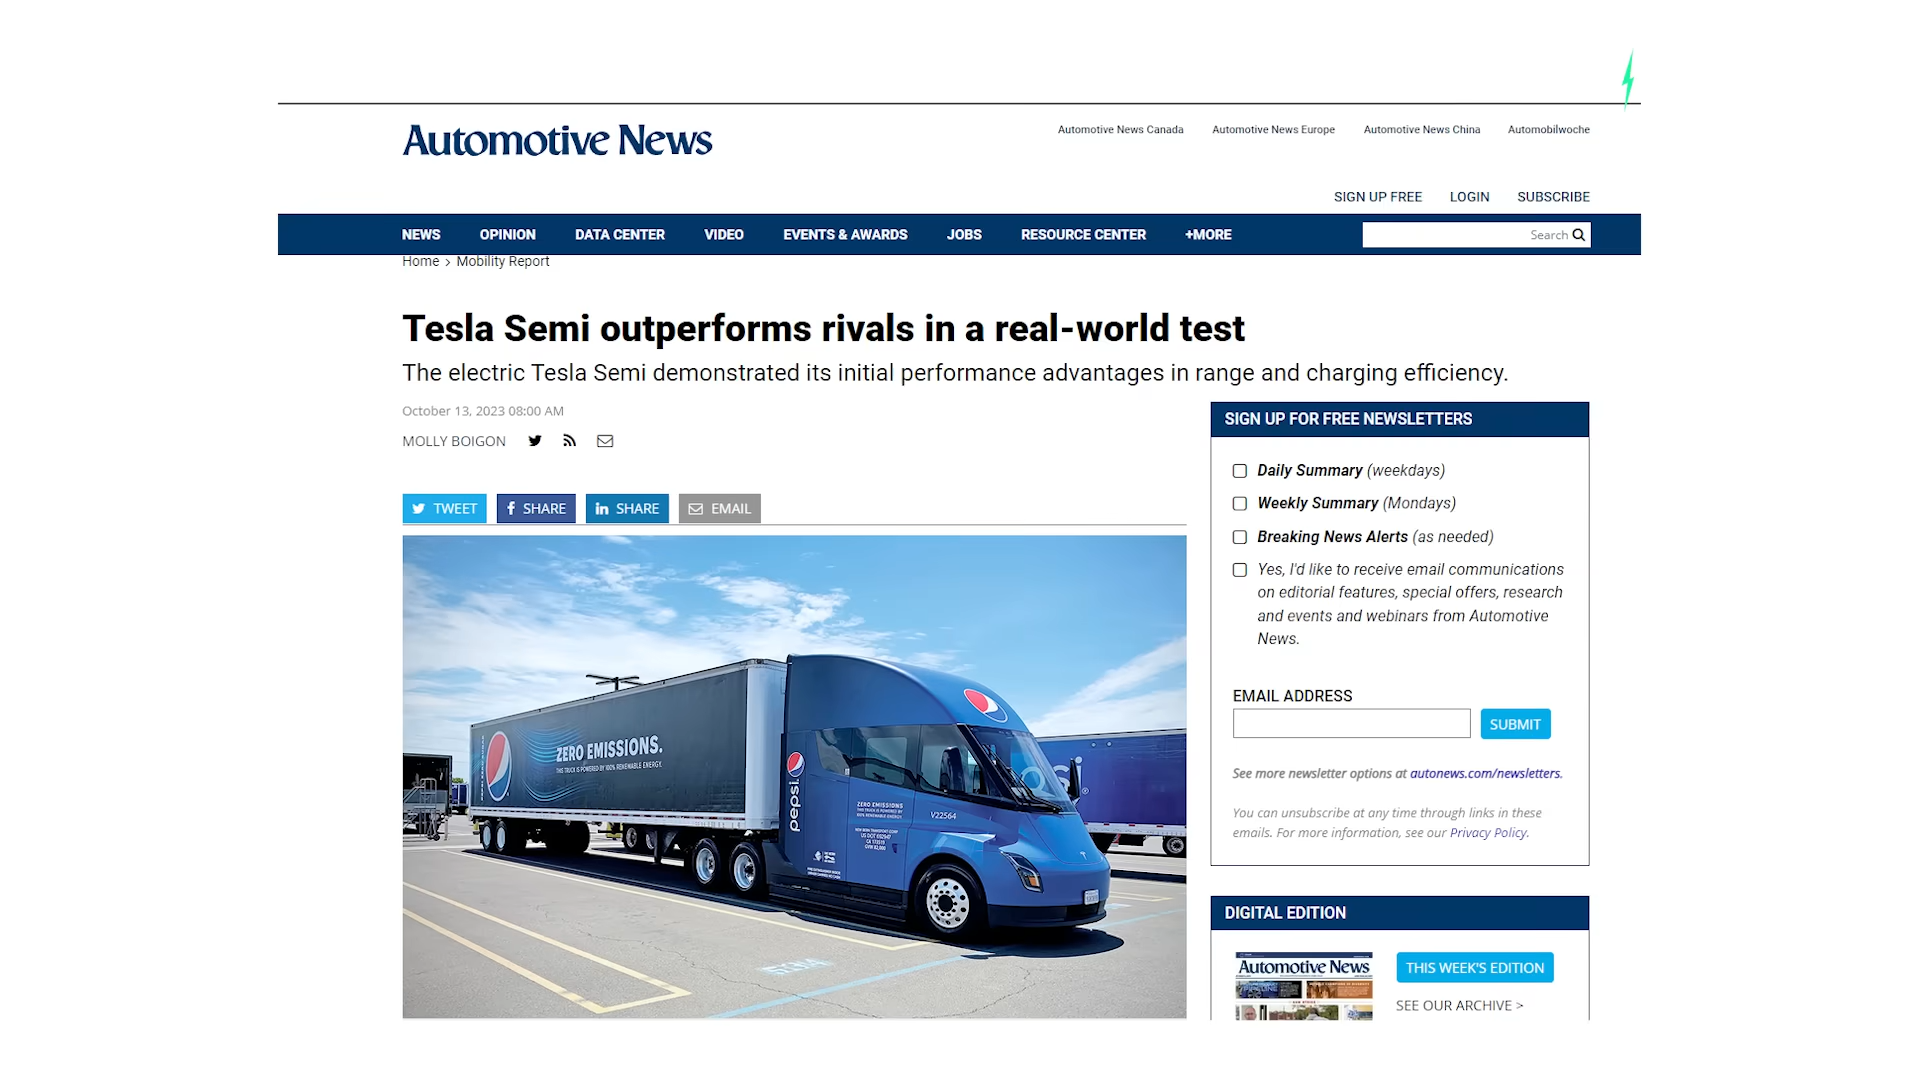 Automotive News
Automotive News Canada
Automotive News Europe
Automotive News China
Automobilwoche
SIGN UP FREE
LOGIN
SUBSCRIBE
NEWS
OPINION
DATA CENTER
VIDEO
EVENTS & AWARDS
JOBS
RESOURCE CENTER
+MORE
Search
Home > Mobility Report
Tesla Semi outperforms rivals in a real-world test
The electric Tesla Semi demonstrated its initial performance advantages in range and charging efficiency.
October 13, 2023 08:00 AM
MOLLY BOIGON
TWEET
SHARE
SHARE
EMAIL
ZERO EMISSIONS.
THIS TRUCK IS POWERED BY 100% RENEWABLE ENERGY.
pepsi
ZERO EMISSIONS
V22564
SIGN UP FOR FREE NEWSLETTERS
Daily Summary (weekdays)
Weekly Summary (Mondays)
Breaking News Alerts (as needed)
Yes, I'd like to receive email communications
on editorial features, special offers, research
and events and webinars from Automotive
News.
EMAIL ADDRESS
SUBMIT
See more newsletter options at autonews.com/newsletters.
You can unsubscribe at any time through links in these
emails. For more information, see our Privacy Policy.
DIGITAL EDITION
Automotive News
THIS WEEK'S EDITION
SEE OUR ARCHIVE >